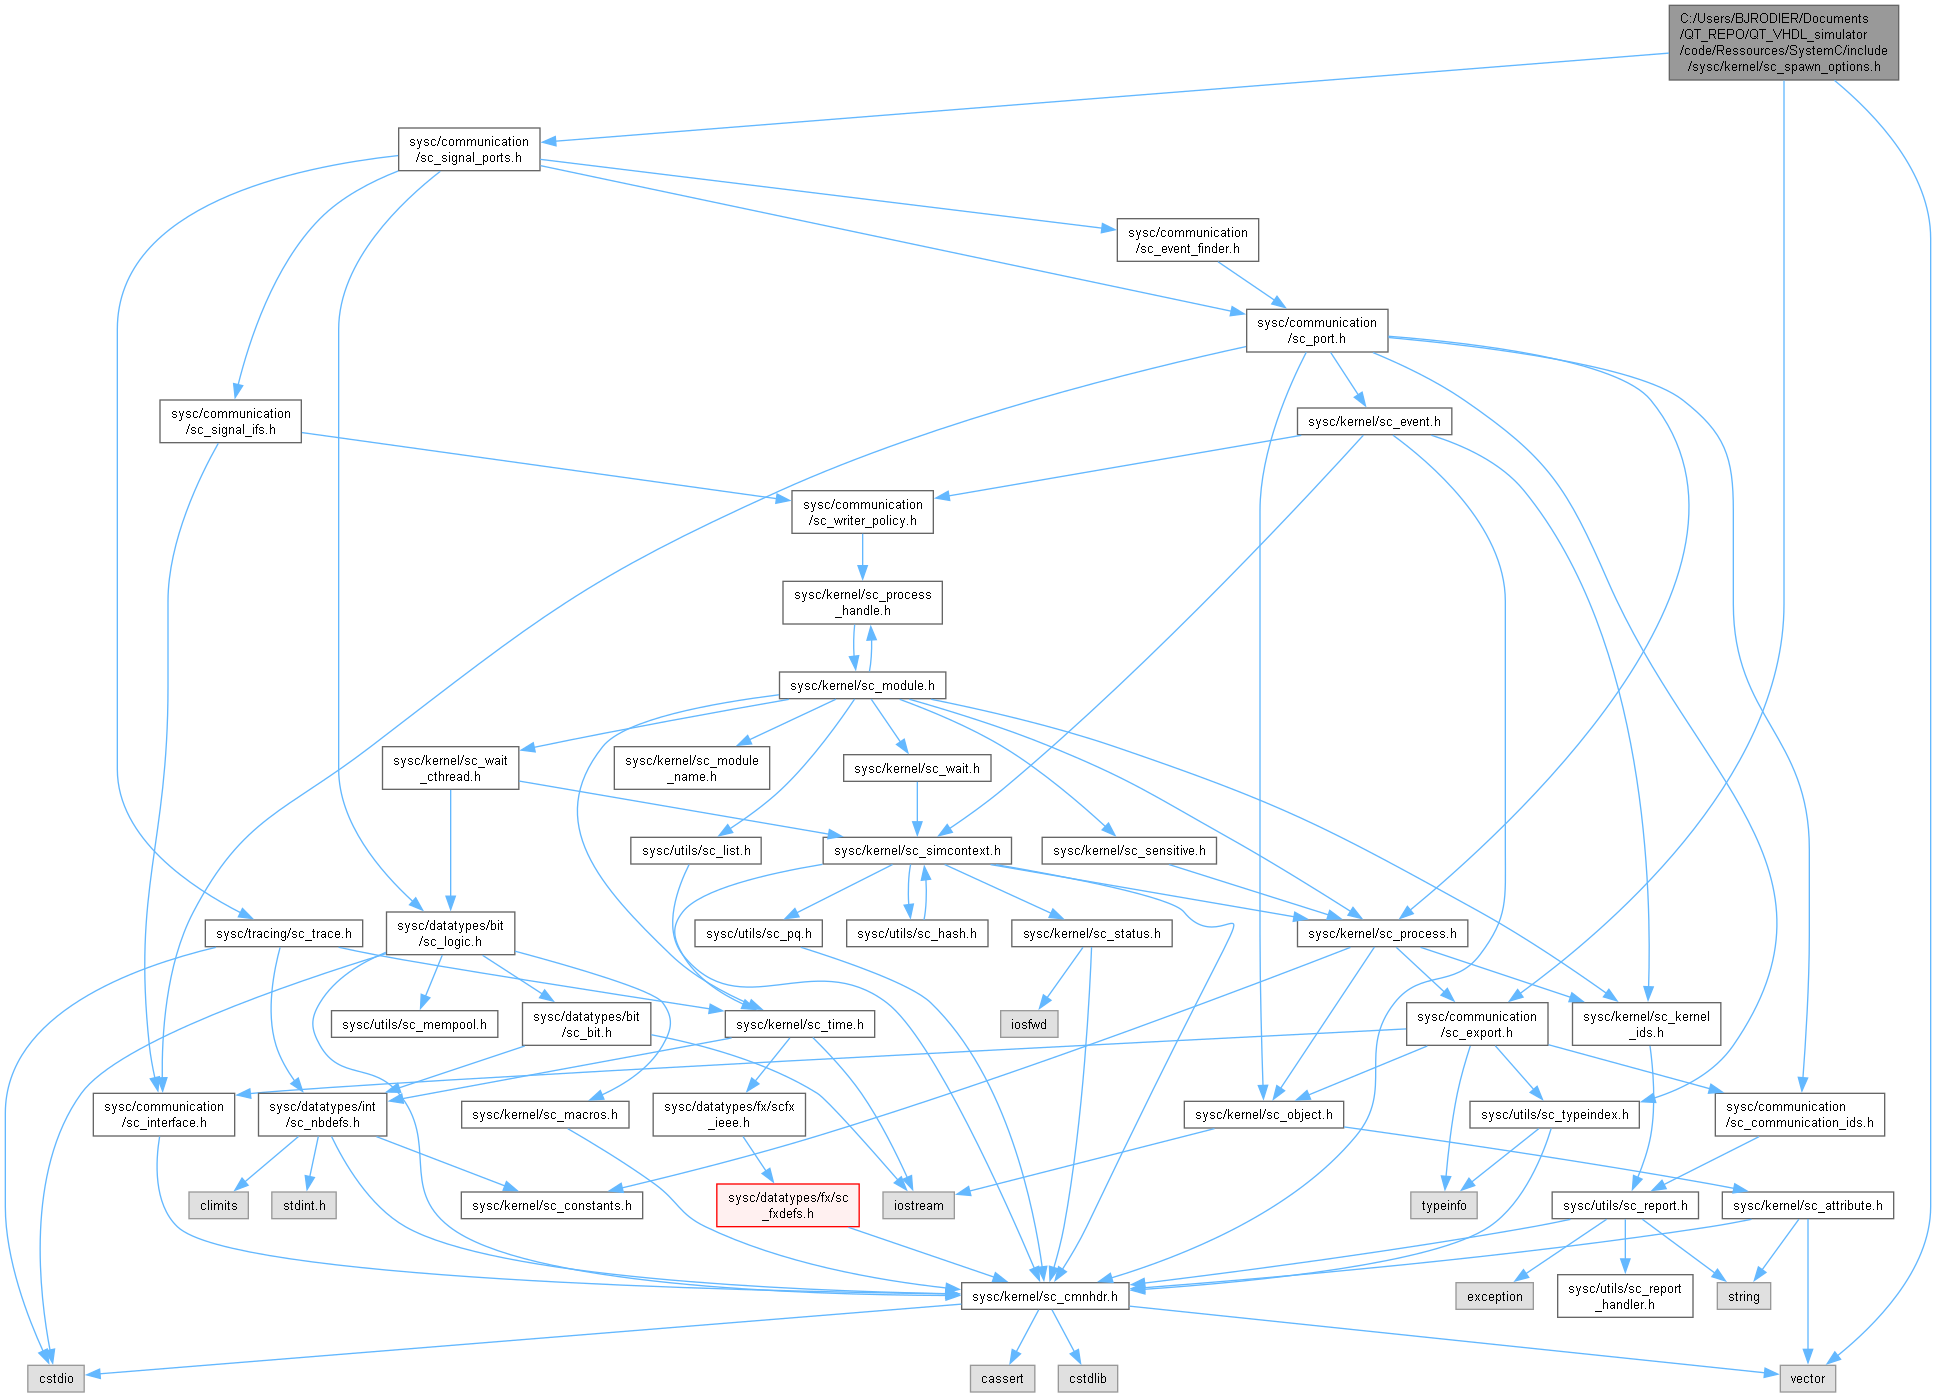 C:/Users/BJRODIER/Documents
/QT_REPO/QT_VHDL_simulator
/code/Ressources/SystemC/include
/sysc/kernel/sc_spawn_options.h
sysc/communication
/sc_signal_ports.h
sysc/communication
/sc_event_finder.h
sysc/communication
/sc_port.h
sysc/communication
/sc_signal_ifs.h
sysc/kernel/sc_event.h
sysc/communication
/sc_writer_policy.h
sysc/kernel/sc_process
_handle.h
sysc/kernel/sc_module.h
sysc/kernel/sc_wait
_cthread.h
sysc/kernel/sc_module
_name.h
sysc/kernel/sc_wait.h
sysc/utils/sc_list.h
sysc/kernel/sc_simcontext.h
sysc/kernel/sc_sensitive.h
sysc/tracing/sc_trace.h
sysc/datatypes/bit
/sc_logic.h
sysc/utils/sc_pq.h
sysc/utils/sc_hash.h
sysc/kernel/sc_status.h
sysc/kernel/sc_process.h
sysc/utils/sc_mempool.h
sysc/datatypes/bit
/sc_bit.h
sysc/kernel/sc_time.h
iosfwd
sysc/communication
/sc_export.h
sysc/kernel/sc_kernel
_ids.h
sysc/communication
/sc_interface.h
sysc/datatypes/int
/sc_nbdefs.h
sysc/kernel/sc_macros.h
sysc/datatypes/fx/scfx
_ieee.h
sysc/kernel/sc_object.h
sysc/utils/sc_typeindex.h
sysc/communication
/sc_communication_ids.h
climits
stdint.h
sysc/kernel/sc_constants.h
sysc/datatypes/fx/sc
_fxdefs.h
iostream
typeinfo
sysc/utils/sc_report.h
sysc/kernel/sc_attribute.h
sysc/kernel/sc_cmnhdr.h
exception
sysc/utils/sc_report
_handler.h
string
cstdio
cassert
cstdlib
vector